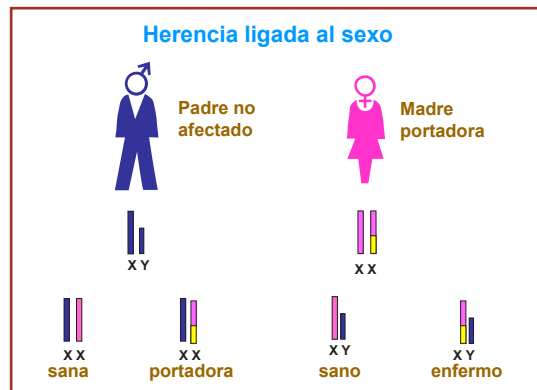 Herencia ligada al sexo
Padre no
afectado
Madre
portadora
X Y
X X
X X
X X
X Y
X Y
sana
portadora
sano
enfermo